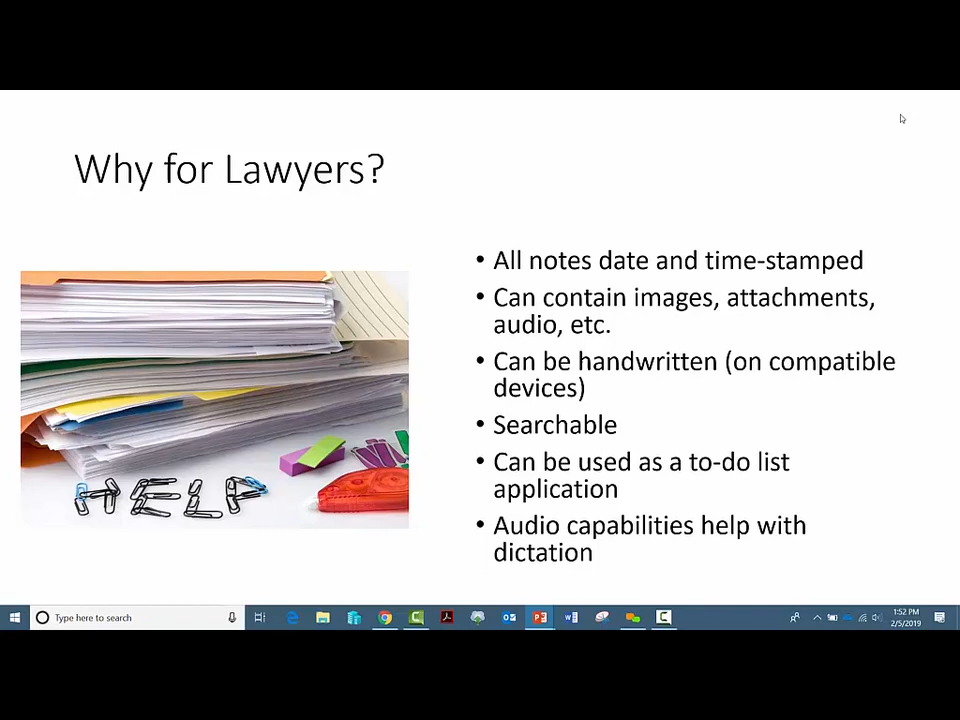 Why for Lawyers?
• All notes date and time-stamped
• Can contain images, attachments,
audio, etc.
• Can be handwritten (on compatible
devices)
• Searchable
• Can be used as a to-do list
application
• Audio capabilities help with
dictation
HELP
Type here to search
1:52 PM
2/5/2019